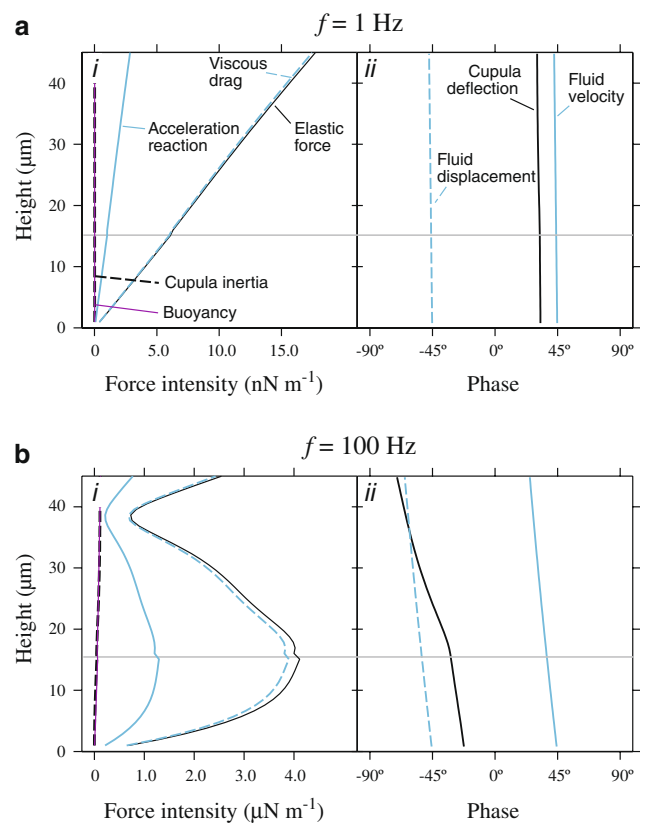 a
f = 1 Hz
i
ii
Viscous
drag
Cupula
deflection
Fluid
velocity
Acceleration
reaction
Elastic
force
Fluid
displacement
Cupula inertia
Buoyancy
Height (μm)
40
30
20
10
0
0 5.0 10.0 15.0
-90º -45º 0º 45º 90º
Force intensity (nN m-1)
Phase
b
f = 100 Hz
i
ii
Height (μm)
40
30
20
10
0
0 1.0 2.0 3.0 4.0
-90º -45º 0º 45º 90º
Force intensity (μN m-1)
Phase